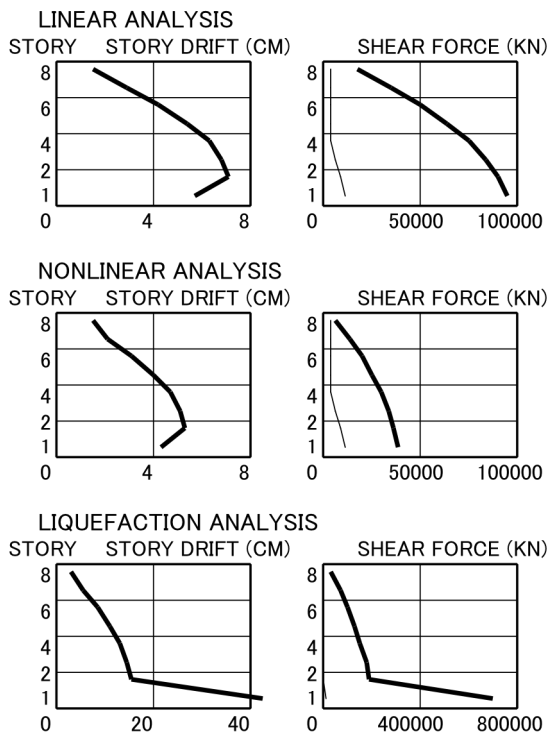 LINEAR ANALYSIS
STORY STORY DRIFT (CM) SHEAR FORCE (KN)
8 8
6 6
4 4
2 2
1 1
0 4 8 0 50000 100000
NONLINEAR ANALYSIS
STORY STORY DRIFT (CM) SHEAR FORCE (KN)
8 8
6 6
4 4
2 2
1 1
0 4 8 0 50000 100000
LIQUEFACTION ANALYSIS
STORY STORY DRIFT (CM) SHEAR FORCE (KN)
8 8
6 6
4 4
2 2
1 1
0 20 40 0 400000 800000